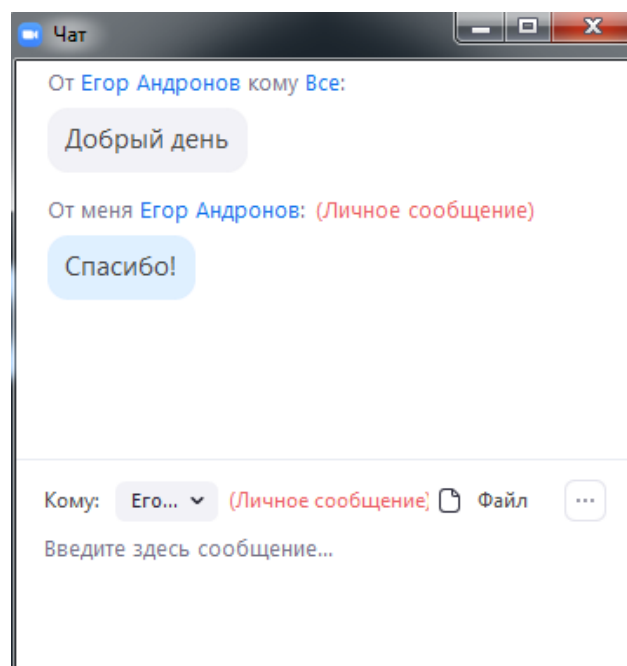 Чат
От Егор Андронов кому Все:
Добрый день
От меня Егор Андронов: (Личное сообщение)
Спасибо!
Кому: Его... (Личное сообщение) Файл ...
Введите здесь сообщение...